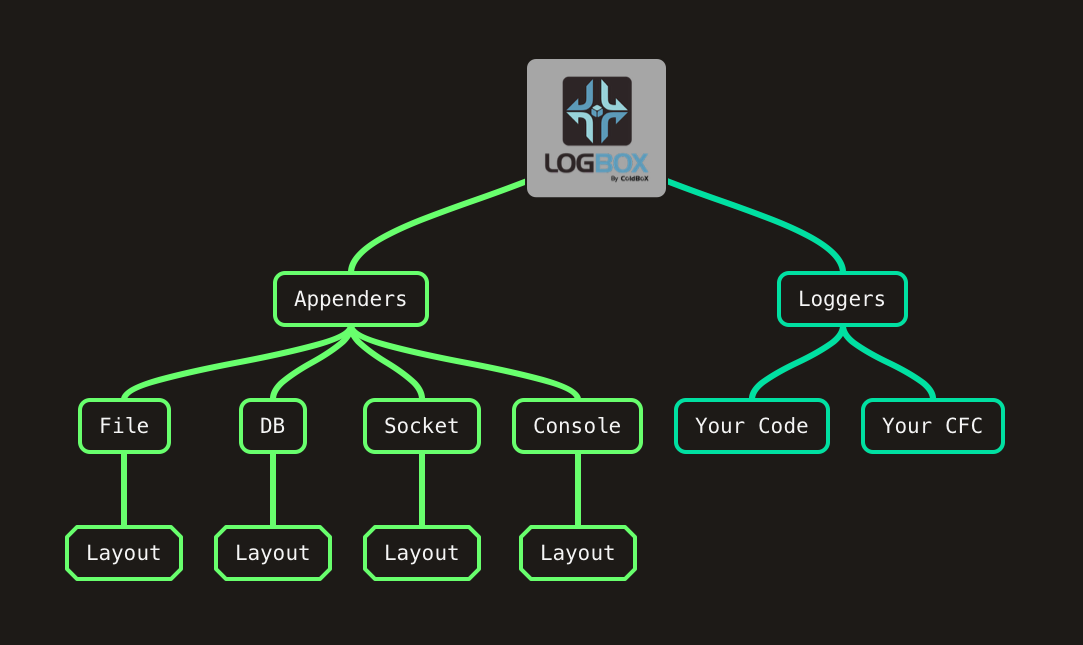 LOGBOX
By ColdBox
Appenders
Loggers
File
DB
Socket
Console
Your Code
Your CFC
Layout
Layout
Layout
Layout